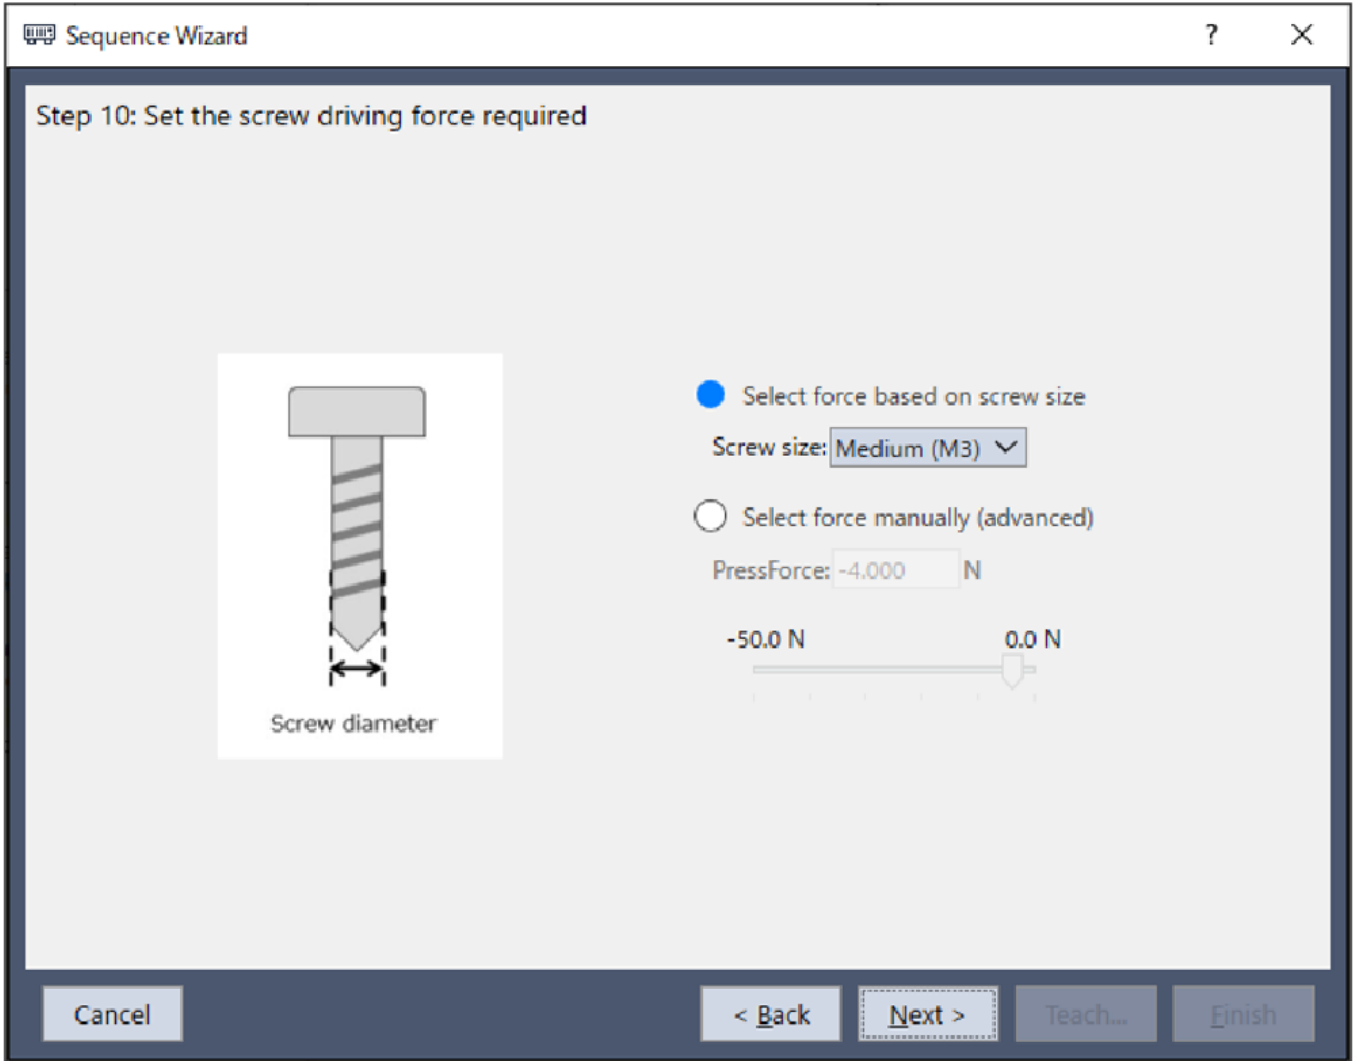 Sequence Wizard ?
Step 10: Set the screw driving force required
Select force based on screw size
Screw size: Medium (M3)
Select force manually (advanced)
PressForce: -4.000 N
-50.0 N 0.0 N
Screw diameter
Cancel < Back Next > Teach... Finish